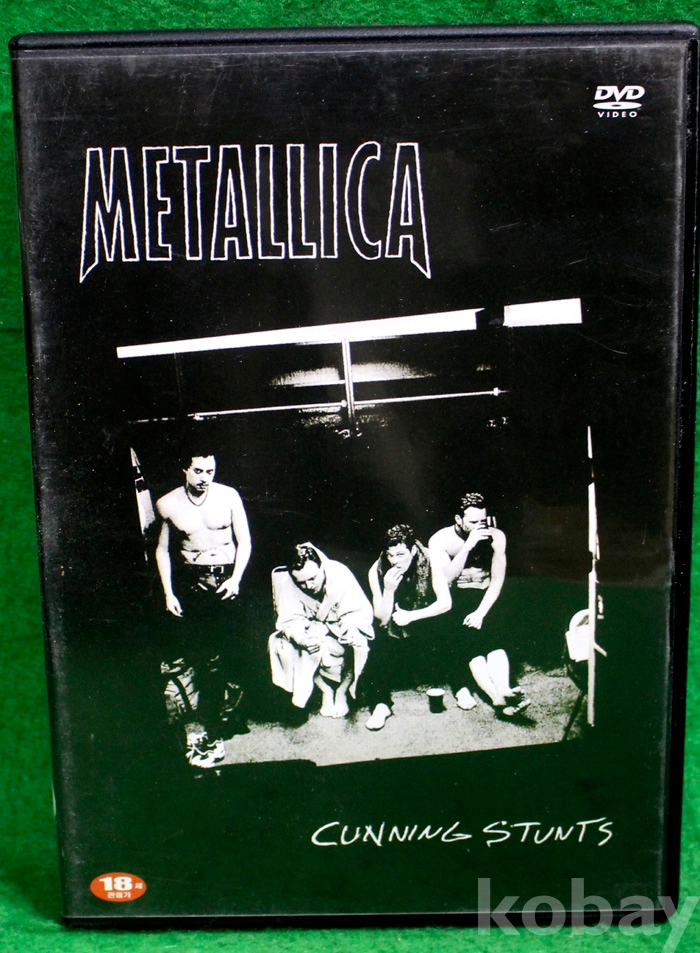 DVD
VIDEO
METALLICA
CUNNING STUNTS
18세
관람가
kobay